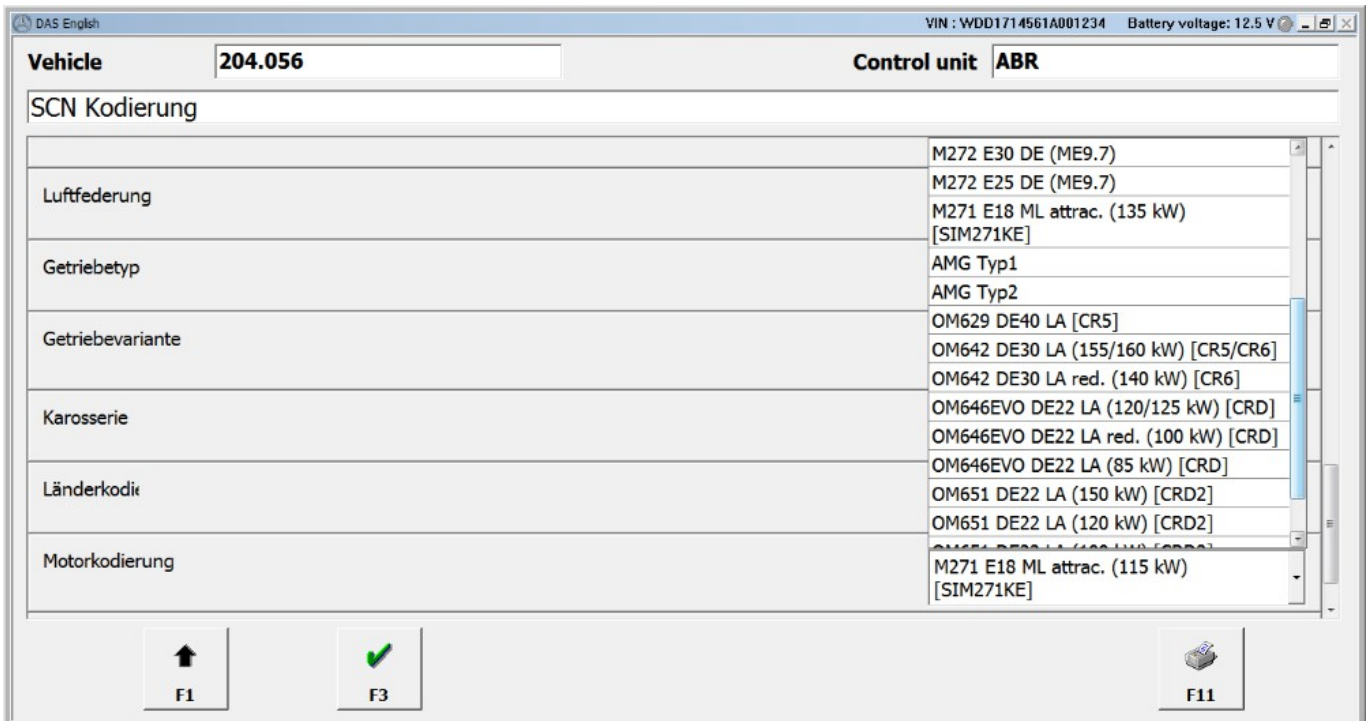 DAS English VIN : WDD1714561A001234 Battery voltage: 12.5 V
Vehicle 204.056 Control unit ABR
SCN Kodierung
M272 E30 DE (ME9.7)
Luftfederung
M272 E25 DE (ME9.7)
M271 E18 ML attrac. (135 kW)
[SIM271KE]
Getriebetyp
AMG Typ1
AMG Typ2
Getriebevariante
OM629 DE40 LA [CR5]
OM642 DE30 LA (155/160 kW) [CR5/CR6]
OM642 DE30 LA red. (140 kW) [CR6]
Karosserie
OM646EVO DE22 LA (120/125 kW) [CRD]
OM646EVO DE22 LA red. (100 kW) [CRD]
OM646EVO DE22 LA (85 kW) [CRD]
Länderkodie
OM651 DE22 LA (150 kW) [CRD2]
OM651 DE22 LA (120 kW) [CRD2]
Motorkodierung
M271 E18 ML attrac. (115 kW)
[SIM271KE]
F1 F3 F11